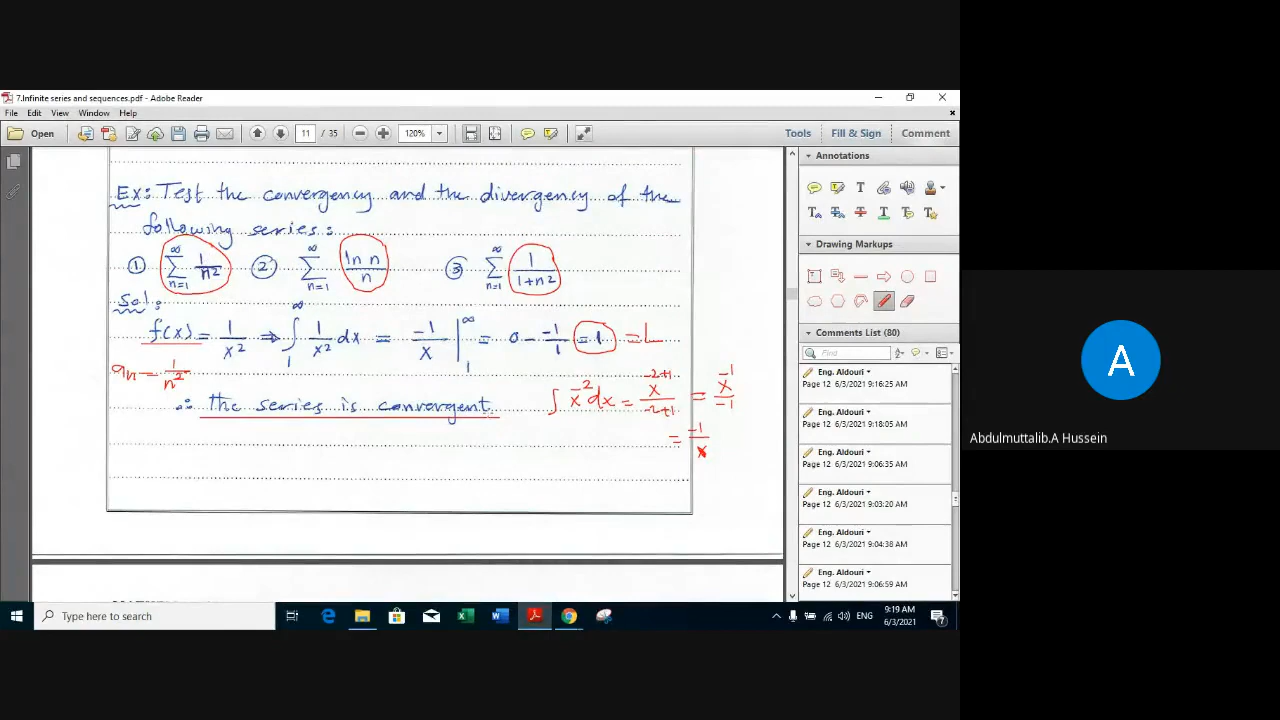 7.Infinite series and sequences.pdf - Adobe Reader
File Edit View Window Help
Open 11 / 35 120% Tools Fill & Sign Comment
EX: Test the convergency and the divergency of the
following series:
① ∞∑n=1 1/n² ② ∞∑n=1 ln n/n ③ ∞∑n=1 1/1+n²
Sol:
f(x) = 1/x² ⇒ ∫₁^∞ 1/x² dx = -1/x |₁^∞ = 0 - -1/1 = 1 = L
an = 1/n²
∴ the series is convergent.
∫ x⁻² dx = x⁻²⁺¹/-2+1 = x⁻¹/-1
= -1/x
Annotations
Drawing Markups
Comments List (80)
Find
Eng. Aldouri
Page 12 6/3/2021 9:16:25 AM
Eng. Aldouri
Page 12 6/3/2021 9:18:05 AM
Eng. Aldouri
Page 12 6/3/2021 9:06:35 AM
Eng. Aldouri
Page 12 6/3/2021 9:03:20 AM
Eng. Aldouri
Page 12 6/3/2021 9:04:38 AM
Eng. Aldouri
Page 12 6/3/2021 9:06:59 AM
A
Abdulmuttalib.A Hussein
Type here to search
ENG
9:19 AM
6/3/2021